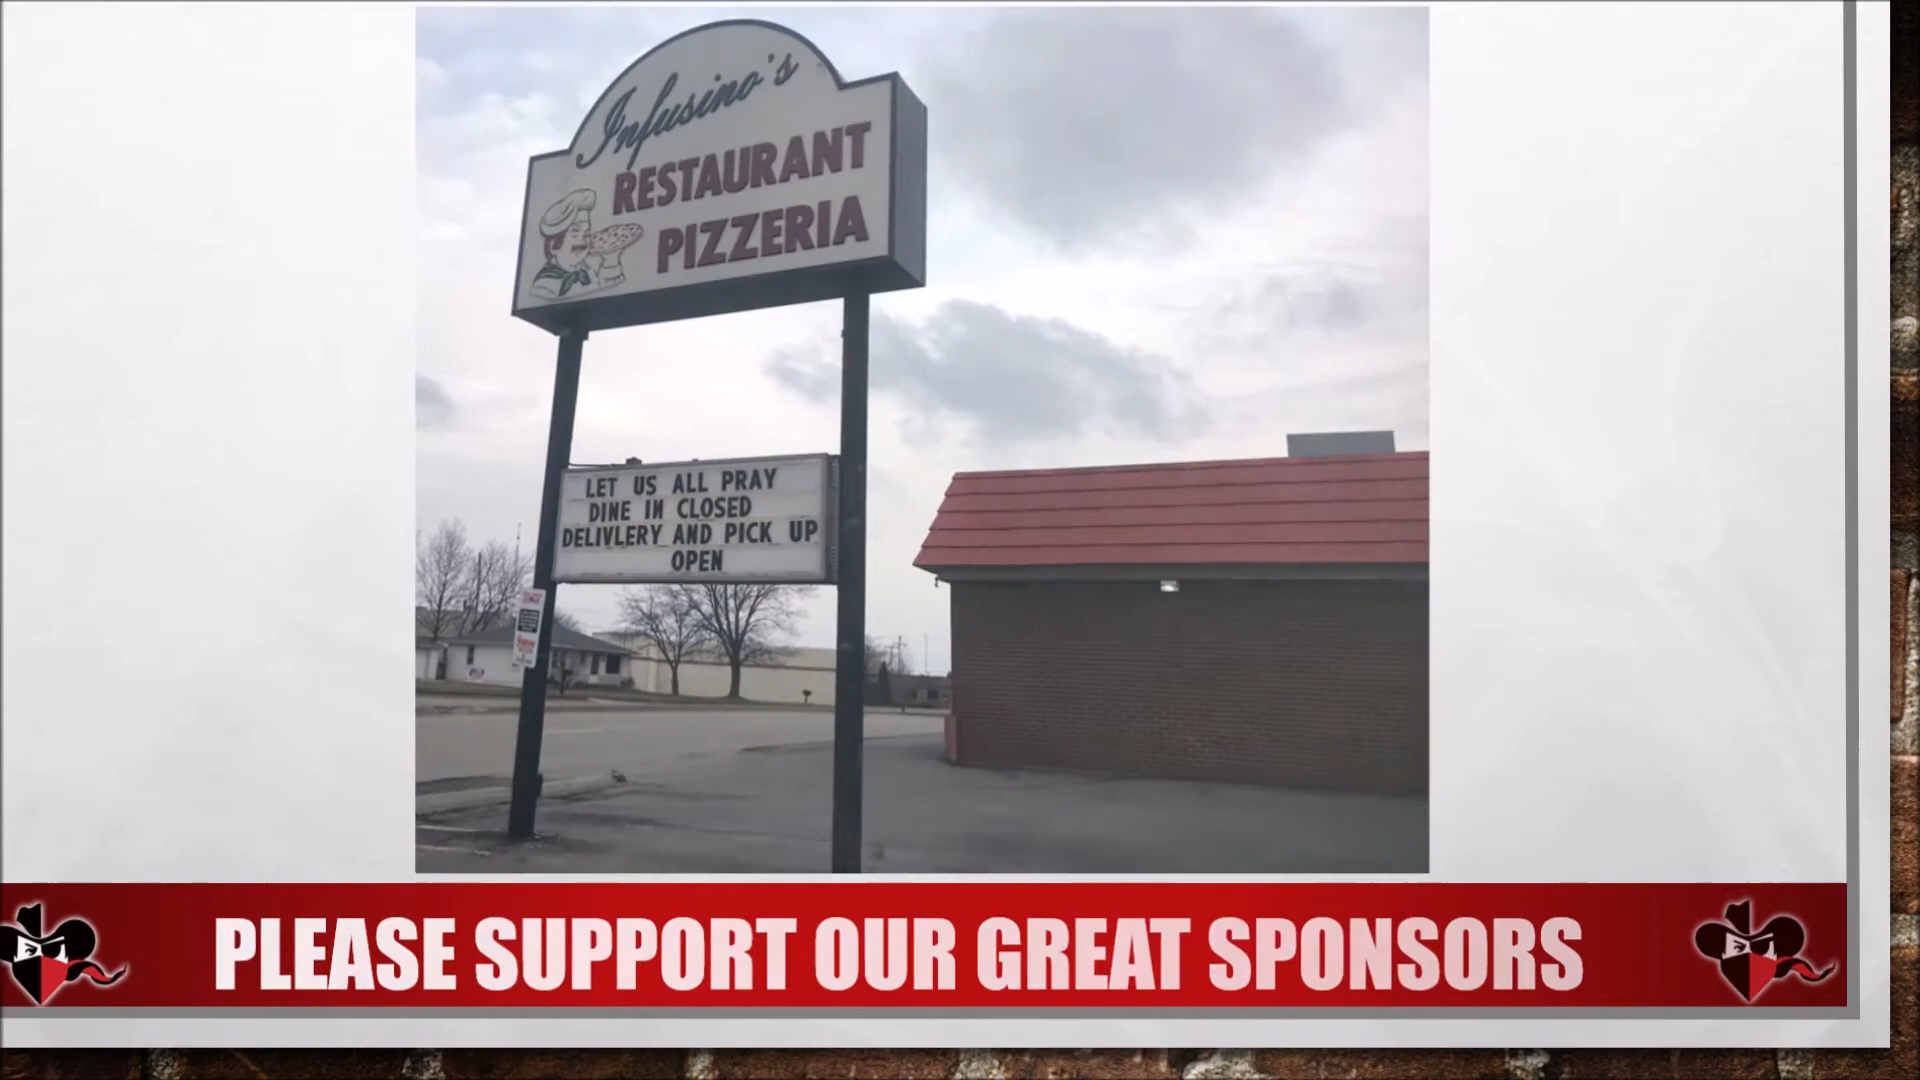 Infusino's
RESTAURANT
PIZZERIA
LET US ALL PRAY
DINE IN CLOSED
DELIVLERY AND PICK UP
OPEN
PLEASE SUPPORT OUR GREAT SPONSORS